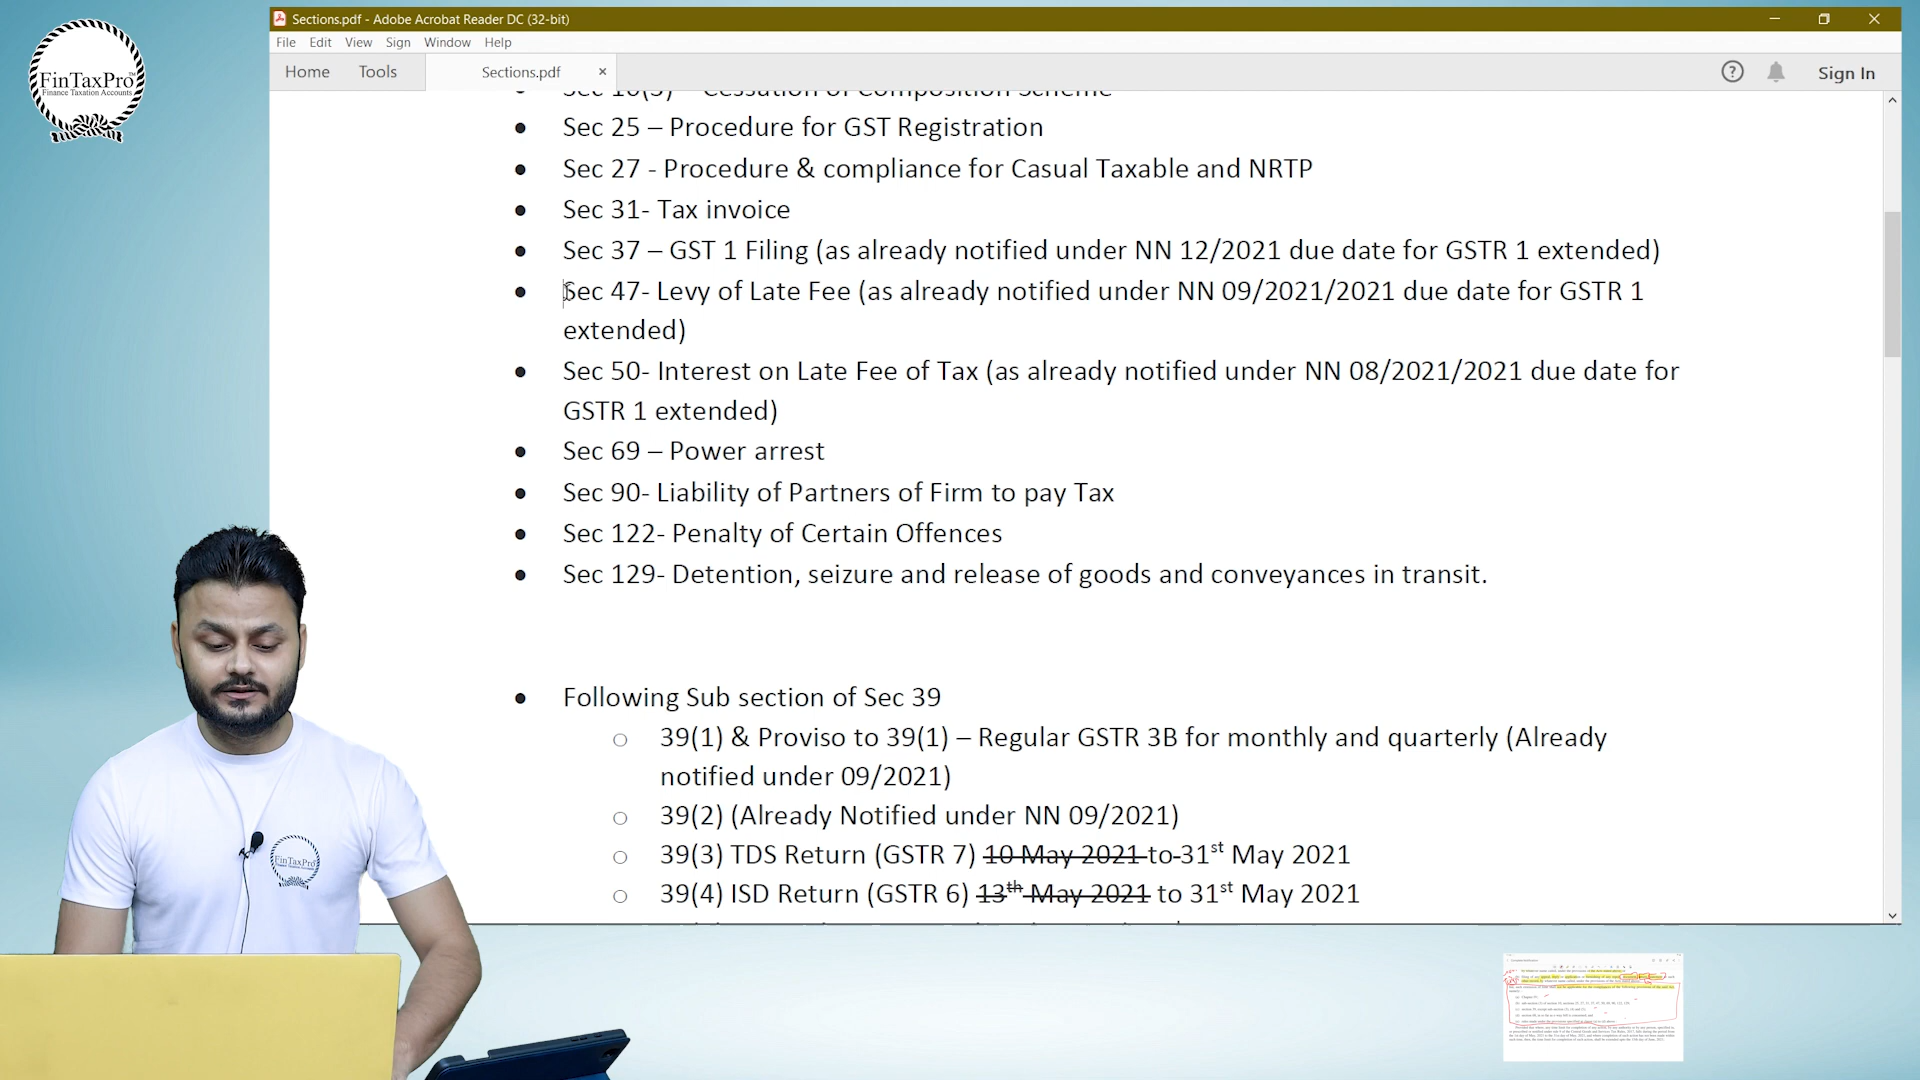 FinTaxPro
Finance Taxation Accounts
Sections.pdf - Adobe Acrobat Reader DC (32-bit)
File Edit View Sign Window Help
Home Tools Sections.pdf × Sign In
Sec 10(3) – Cessation of Composition Scheme
• Sec 25 – Procedure for GST Registration
• Sec 27 - Procedure & compliance for Casual Taxable and NRTP
• Sec 31- Tax invoice
• Sec 37 – GST 1 Filing (as already notified under NN 12/2021 due date for GSTR 1 extended)
• Sec 47- Levy of Late Fee (as already notified under NN 09/2021/2021 due date for GSTR 1
extended)
• Sec 50- Interest on Late Fee of Tax (as already notified under NN 08/2021/2021 due date for
GSTR 1 extended)
• Sec 69 – Power arrest
• Sec 90- Liability of Partners of Firm to pay Tax
• Sec 122- Penalty of Certain Offences
• Sec 129- Detention, seizure and release of goods and conveyances in transit.
• Following Sub section of Sec 39
○ 39(1) & Proviso to 39(1) – Regular GSTR 3B for monthly and quarterly (Already
notified under 09/2021)
○ 39(2) (Already Notified under NN 09/2021)
○ 39(3) TDS Return (GSTR 7) 10 May 2021 to 31st May 2021
○ 39(4) ISD Return (GSTR 6) 13th May 2021 to 31st May 2021
FinTaxPro